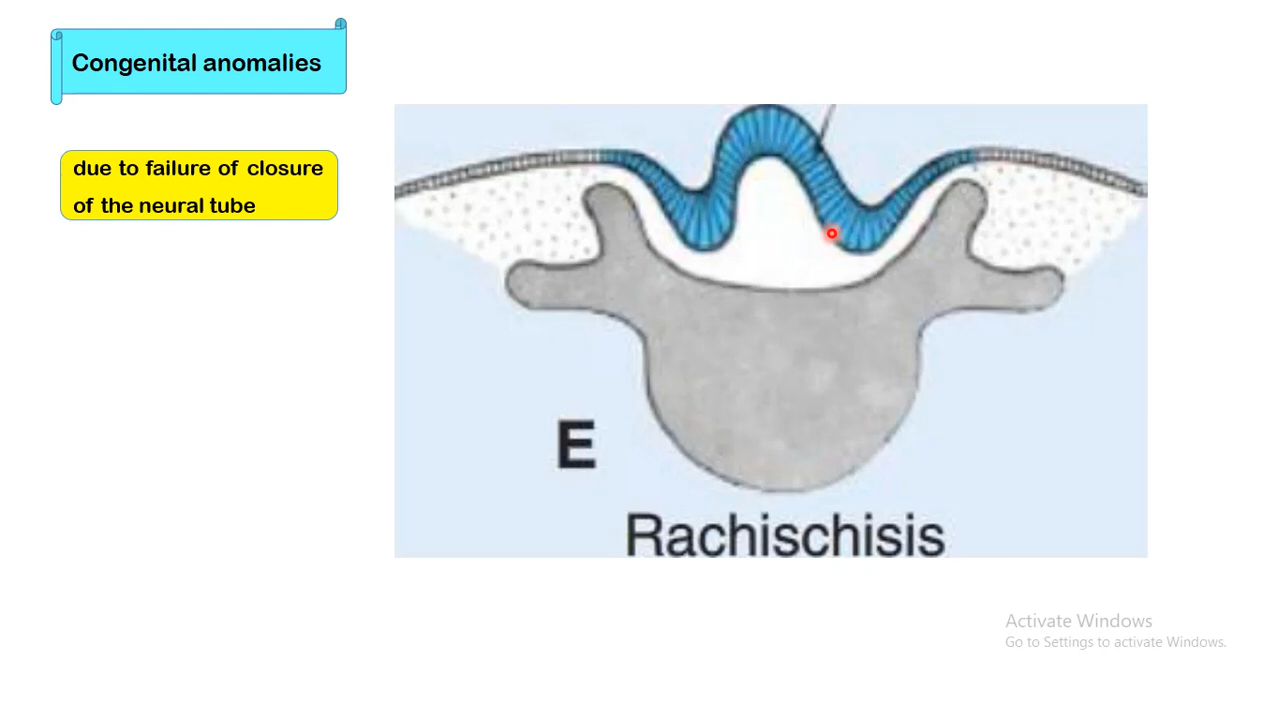 Congenital anomalies
due to failure of closure
of the neural tube
E
Rachischisis
Activate Windows
Go to Settings to activate Windows.